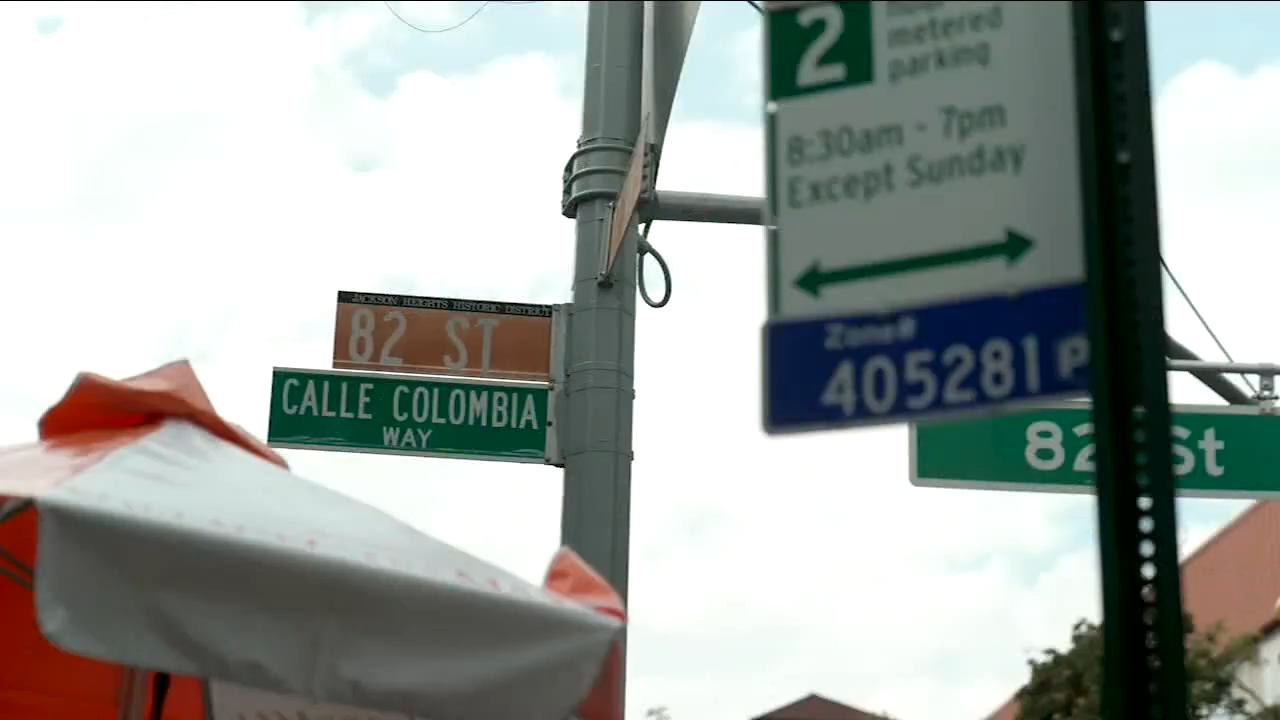 JACKSON HEIGHTS HISTORIC DISTRICT
82 ST
CALLE COLOMBIA
WAY
2
hour
metered
parking
8:30am - 7pm
Except Sunday
Zone#
405281 P
82 St